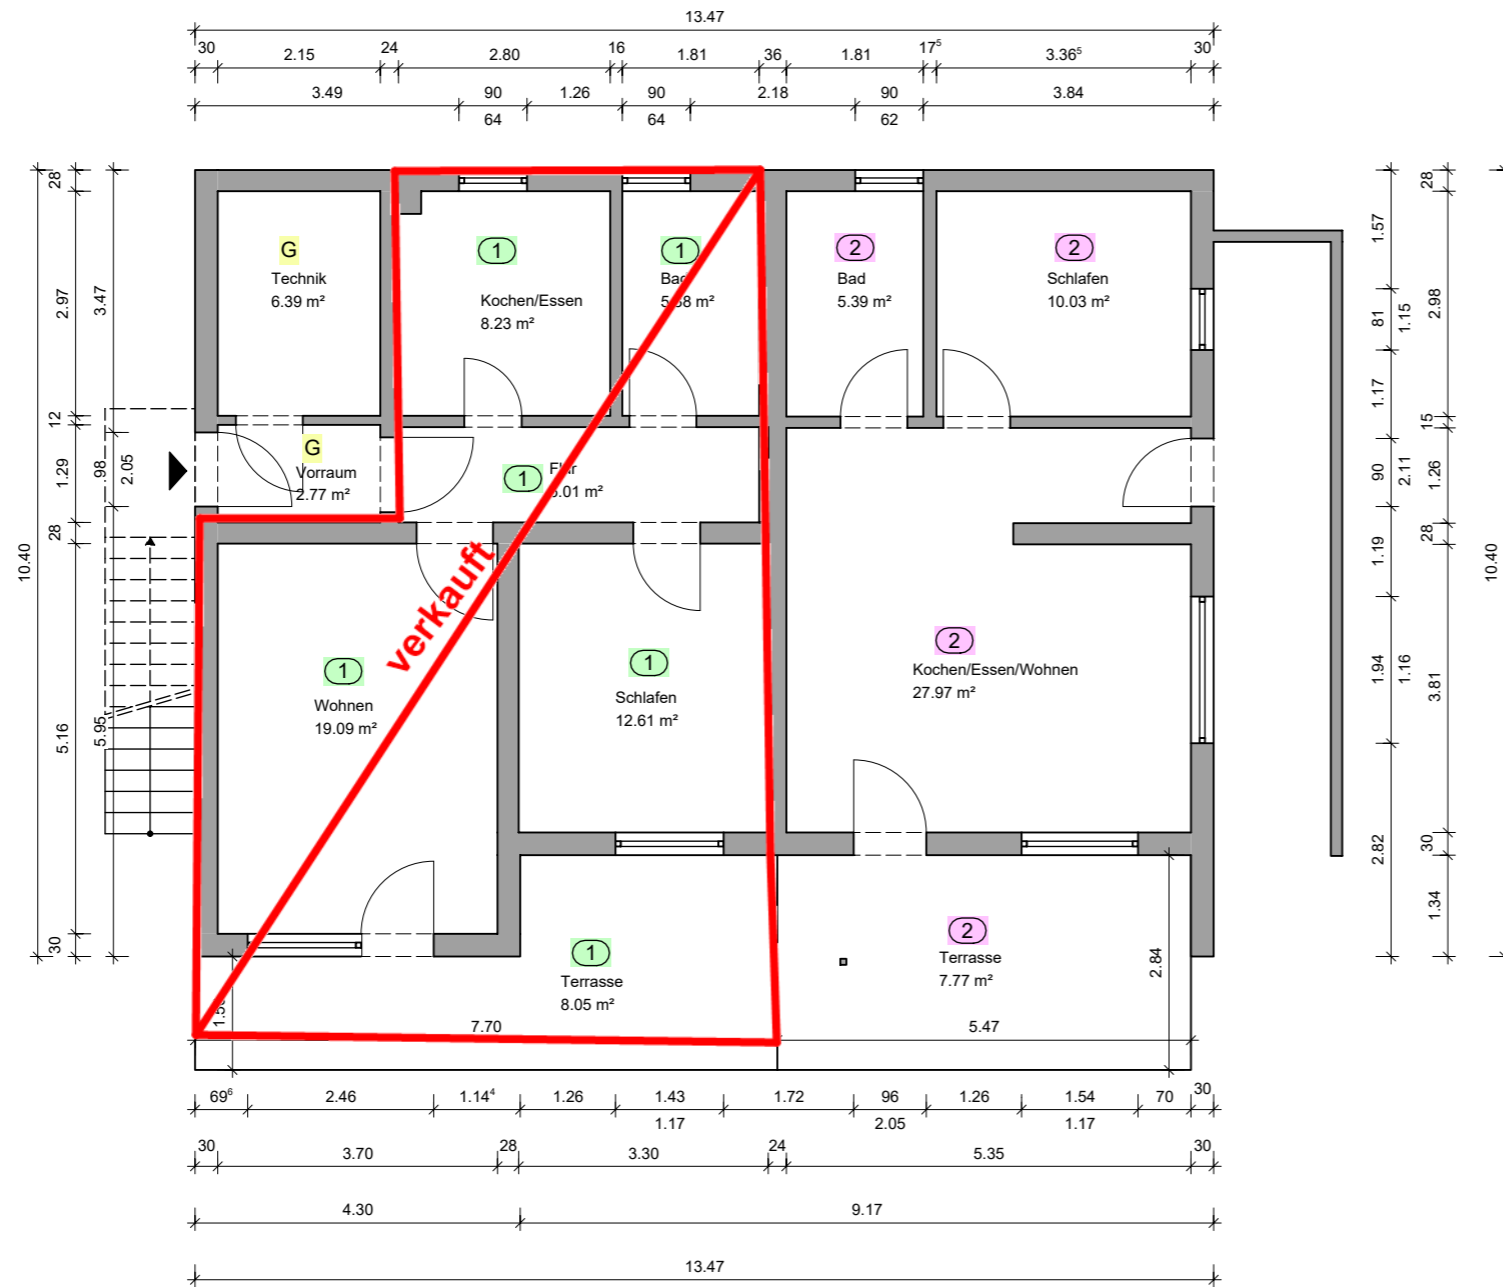 13.47
30 2.15 24 2.80 16 1.81 36 1.81 17⁵ 3.36⁵ 30
3.49 90 1.26 90 2.18 90 3.84
64 64 62
G
Technik
6.39 m²
1
Kochen/Essen
8.23 m²
1
2
Bad
5.39 m²
2
Schlafen
10.03 m²
G
Vorraum
2.77 m²
1
1
Wohnen
19.09 m²
verkauft
1
Schlafen
12.61 m²
2
Kochen/Essen/Wohnen
27.97 m²
1
Terrasse
8.05 m²
2
Terrasse
7.77 m²
7.70
5.47
2.84
10.40
28
2.97
12
1.29
28
5.16
30
3.47
.98
2.05
5.95
1.57
81
1.15
1.17
90
2.11
1.19
1.94
1.16
2.82
28
2.98
15
1.26
28
3.81
30
1.34
10.40
69⁶ 2.46 1.14⁴ 1.26 1.43 1.72 96 1.26 1.54 70 30
1.17 2.05 1.17
30 3.70 28 3.30 24 5.35 30
4.30 9.17
13.47